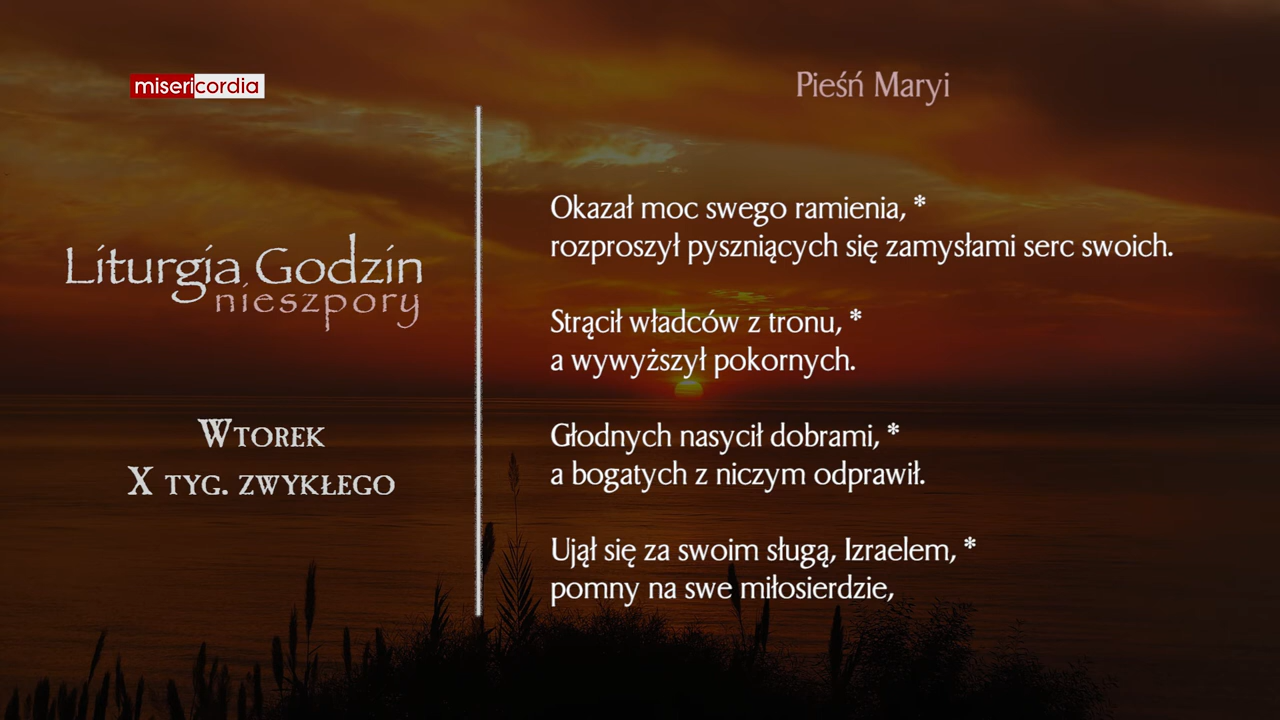 misericordia
Liturgia Godzin
nieszpory
Wtorek
X tyg. zwykłego
Pieśń Maryi
Okazał moc swego ramienia, *
rozproszył pyszniących się zamysłami serc swoich.
Strącił władców z tronu, *
a wywyższył pokornych.
Głodnych nasycił dobrami, *
a bogatych z niczym odprawił.
Ujął się za swoim sługą, Izraelem, *
pomny na swe miłosierdzie,